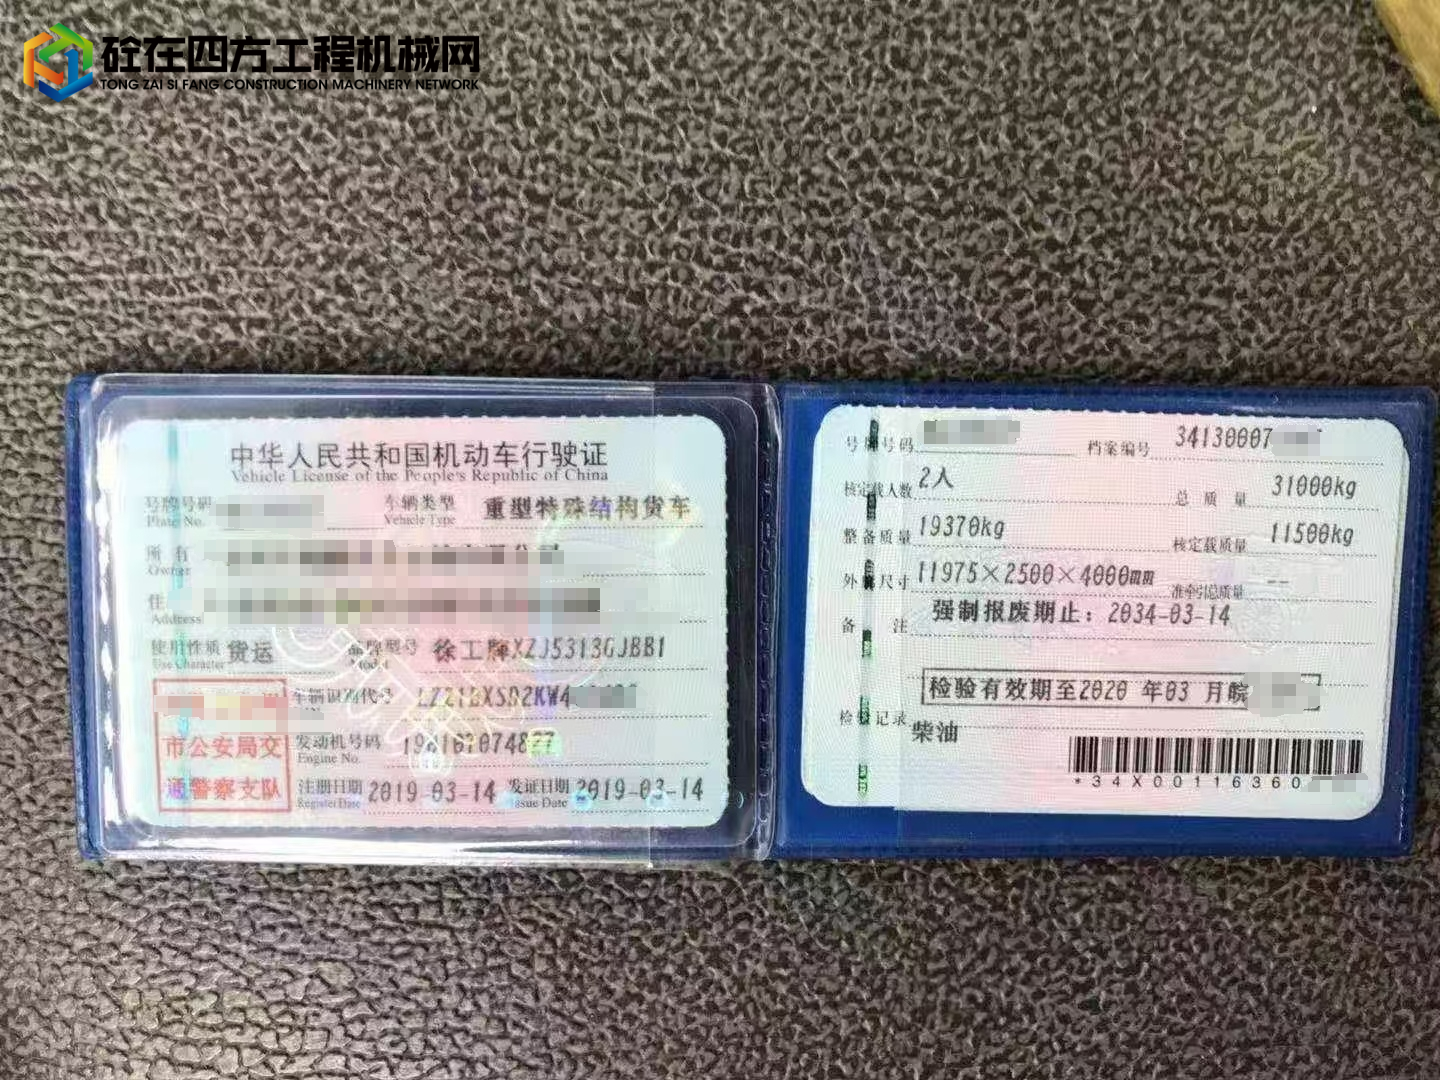 砼在四方工程机械网
TONG ZAI SI FANG CONSTRUCTION MACHINERY NETWORK
中华人民共和国机动车行驶证
Vehicle License of the People's Republic of China
号牌号码 车辆类型 重型特殊结构货车
Plate No. Vehicle Type
所 有
Owner
住
Address
使用性质 货运 品牌型号 徐工牌XZJ5313GJBB1
Use Character Model
车辆识别代号
市公安局交
通警察支队
发动机号码
Engine No.
注册日期 2019-03-14 发证日期 2019-03-14
Register Date Issue Date
号牌号码 档案编号 34130007
核定载人数 2人 总 质 量 31000kg
整备质量 19370kg 核定载质量 11500kg
外廓尺寸 11975×2500×4000mm 准牵引总质量 --
备 注 强制报废期止：2034-03-14
检验有效期至2020 年03 月皖
检验记录
柴油
*34X00116360